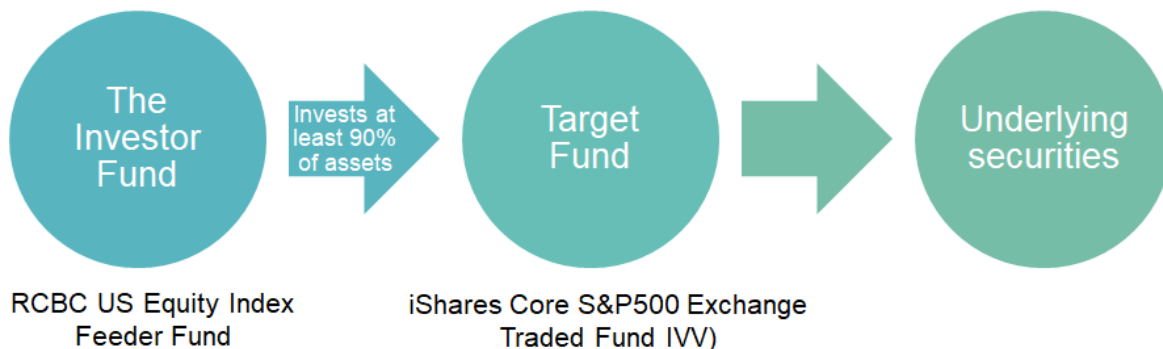 The
Investor
Fund
Invests at
least 90%
of assets
Target
Fund
Underlying
securities
RCBC US Equity Index
Feeder Fund
iShares Core S&P500 Exchange
Traded Fund IVV)